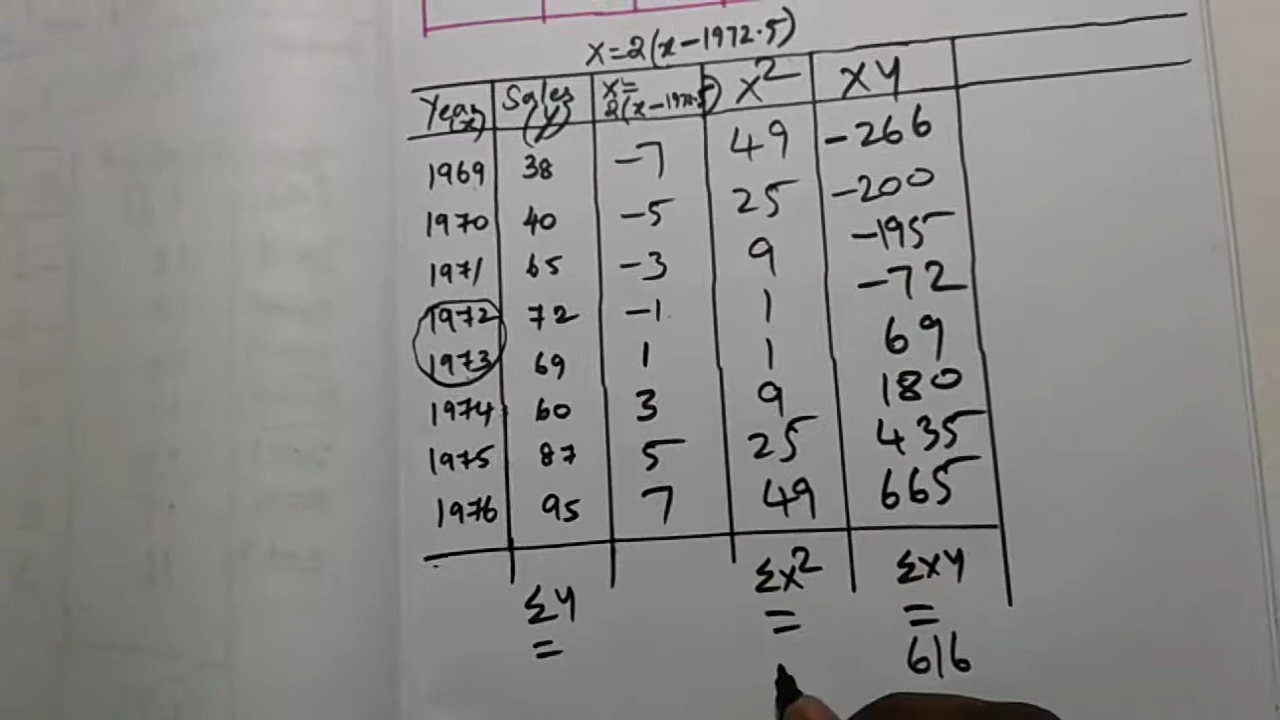 X=2(x-1972.5)
Year (x) Sales (y) X= 2(x-1972.5) X² XY
1969 38 -7 49 -266
1970 40 -5 25 -200
1971 65 -3 9 -195
1972 72 -1 1 -72
1973 69 1 1 69
1974 60 3 9 180
1975 87 5 25 435
1976 95 7 49 665
Σy = Σx² = Σxy = 616